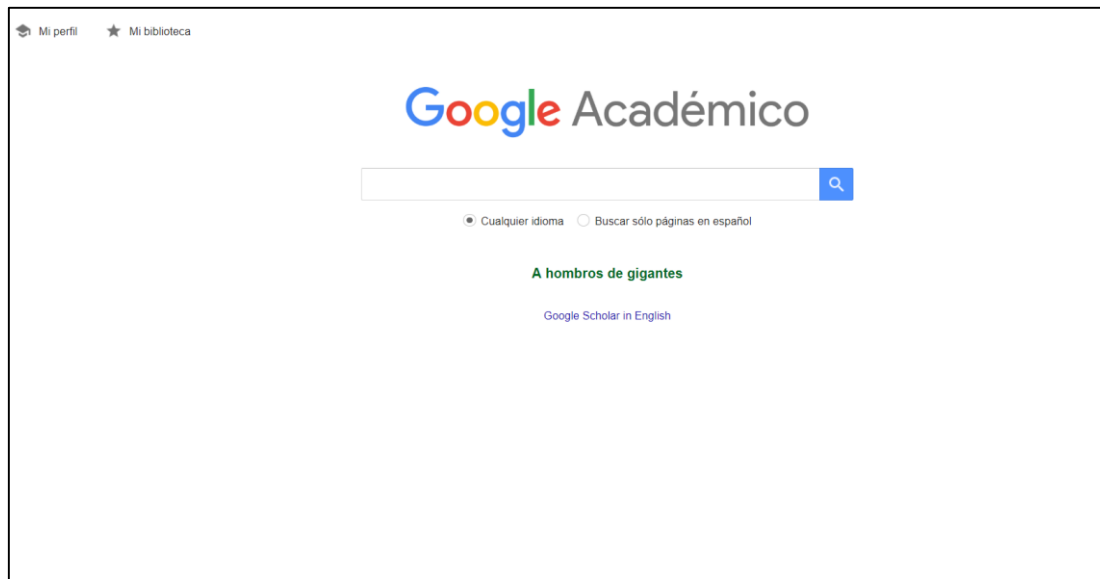 Mi perfil Mi biblioteca
Google Académico
Cualquier idioma Buscar sólo páginas en español
A hombros de gigantes
Google Scholar in English